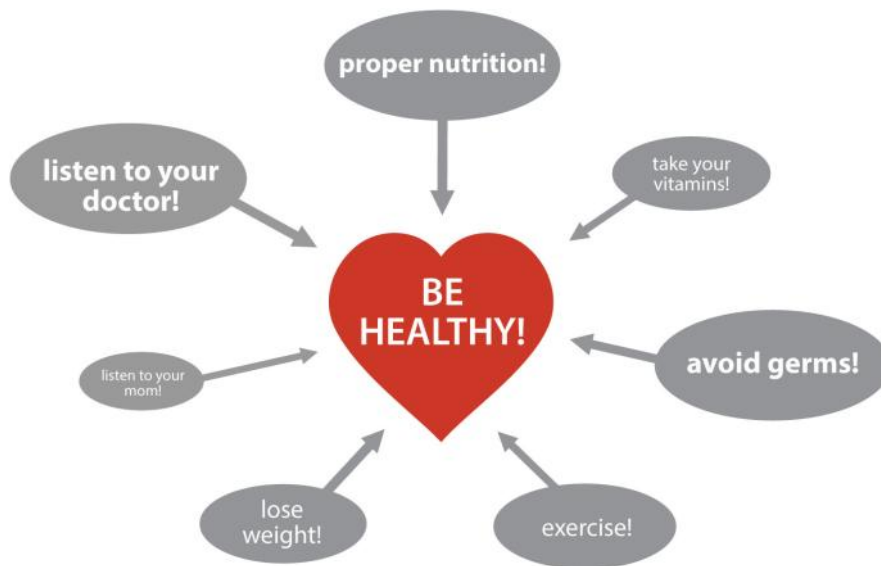 proper nutrition!
listen to your
doctor!
take your
vitamins!
BE
HEALTHY!
avoid germs!
listen to your
mom!
lose
weight!
exercise!